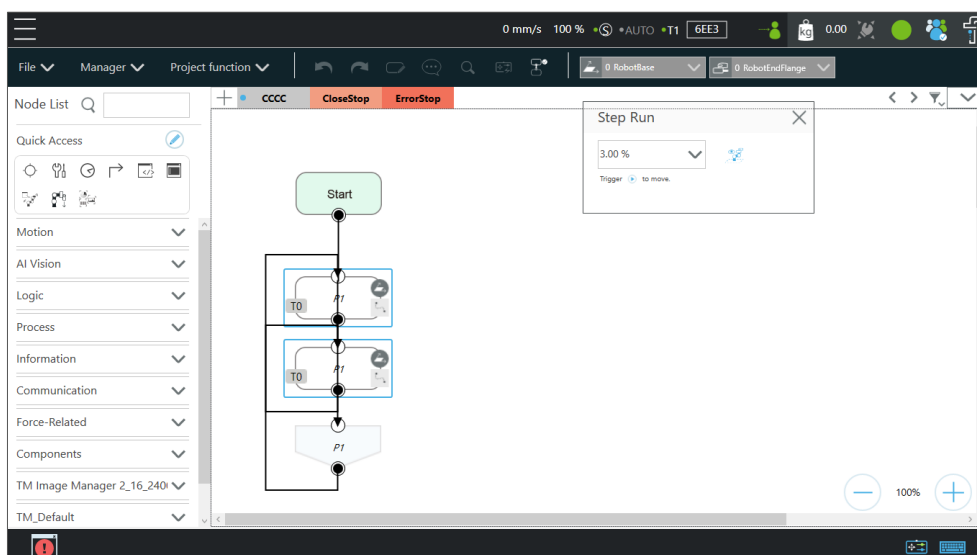 0 mm/s 100 % S AUTO T1 6EE3 kg 0.00
File Manager Project function 0 RobotBase 0 RobotEndFlange
Node List
CCCC CloseStop ErrorStop
Step Run
Quick Access
3.00 %
Trigger to move.
Start
Motion
AI Vision
Logic
Process
Information
Communication
Force-Related
Components
TM Image Manager 2_16_240
TM_Default
P1
T0
P1
T0
P1
100%